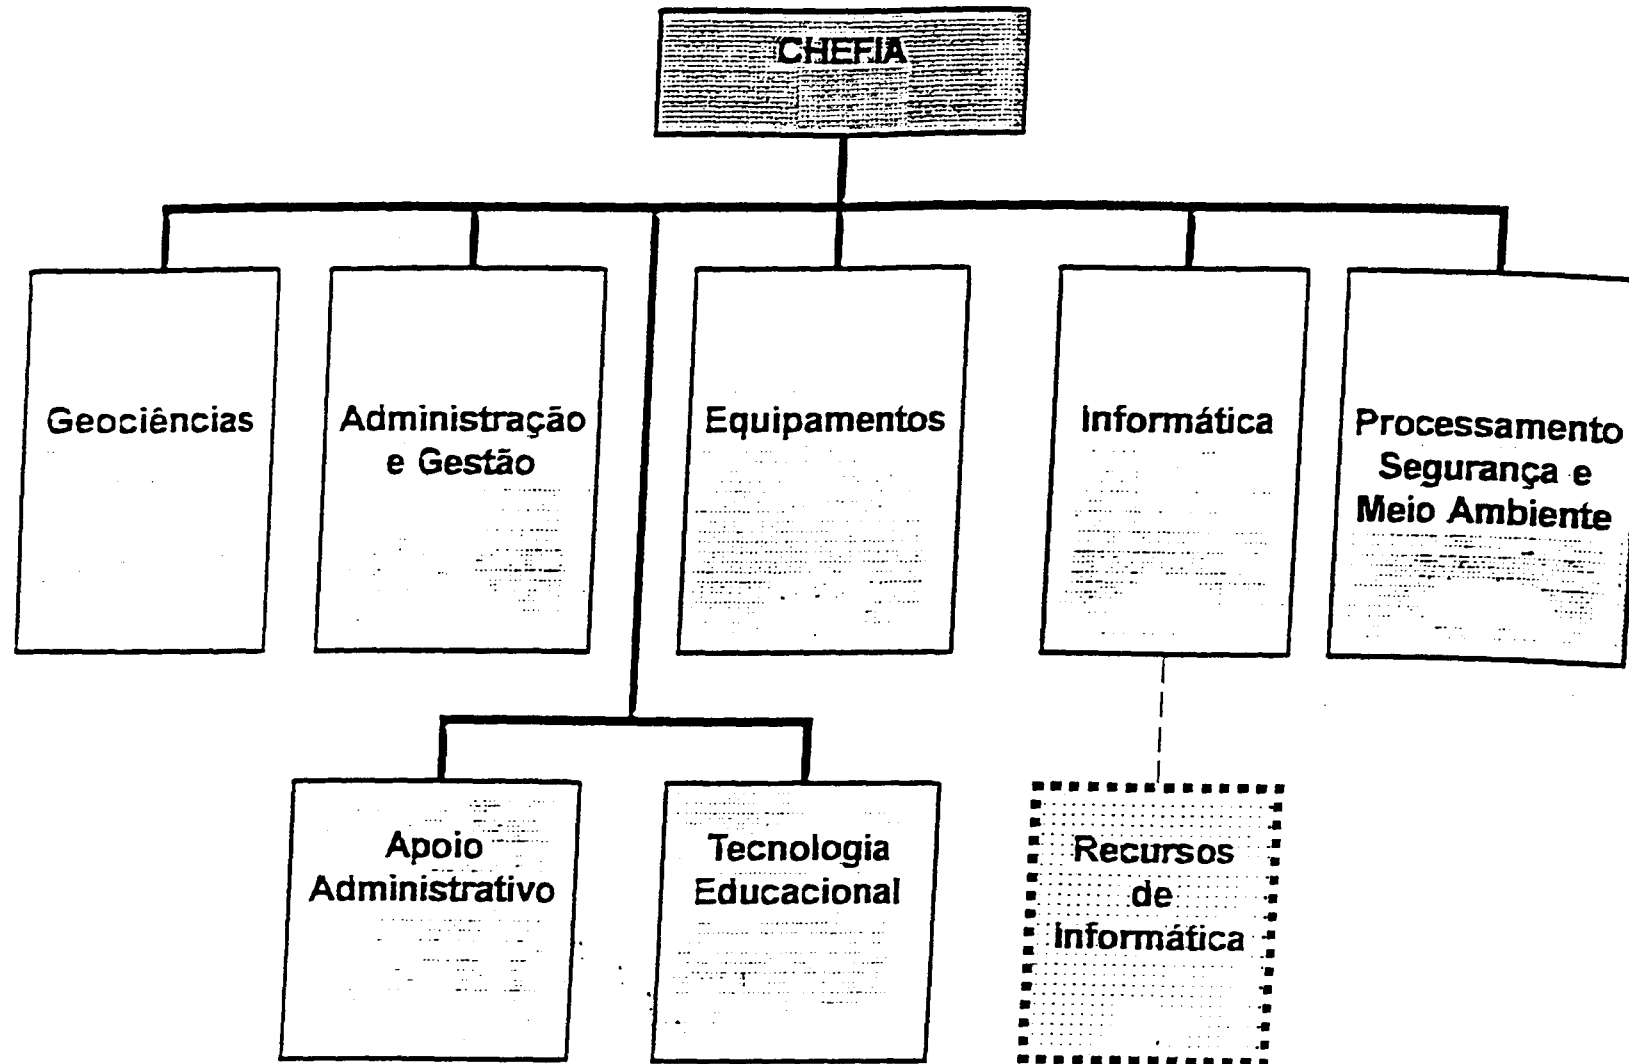 CHEFIA
Geociências
Administração
e Gestão
Equipamentos
Informática
Processamento
Segurança e
Meio Ambiente
Apoio
Administrativo
Tecnologia
Educacional
Recursos
de
Informática